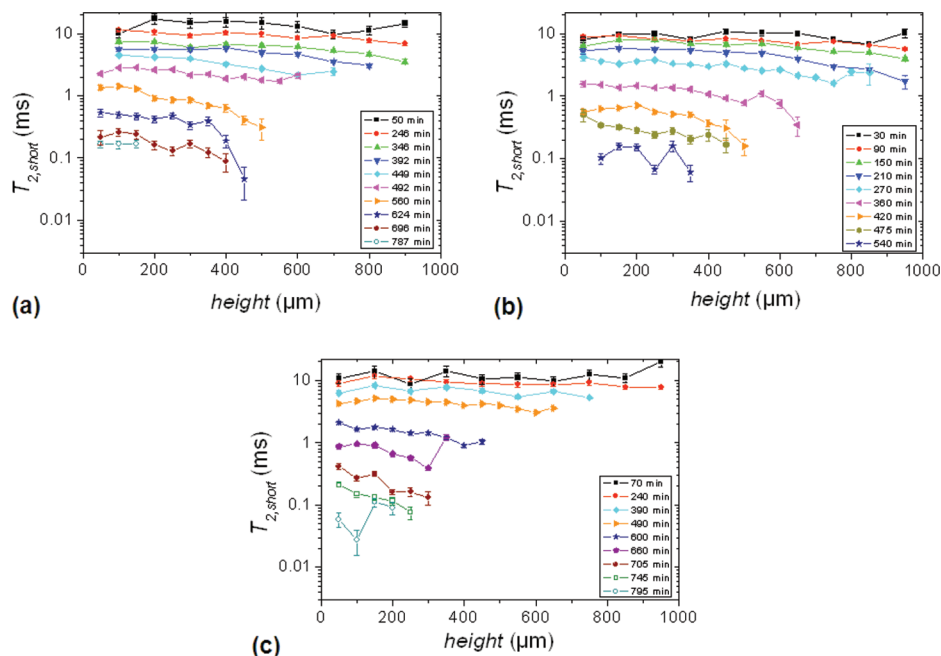 T2,short (ms)
10
1
0.1
0.01
50 min
246 min
346 min
392 min
449 min
492 min
560 min
624 min
696 min
787 min
0 200 400 600 800 1000
height (µm)
(a)
T2,short (ms)
10
1
0.1
0.01
30 min
90 min
150 min
210 min
270 min
360 min
420 min
475 min
540 min
0 200 400 600 800 1000
height (µm)
(b)
T2,short (ms)
10
1
0.1
0.01
70 min
240 min
390 min
490 min
600 min
660 min
705 min
745 min
795 min
0 200 400 600 800 1000
height (µm)
(c)